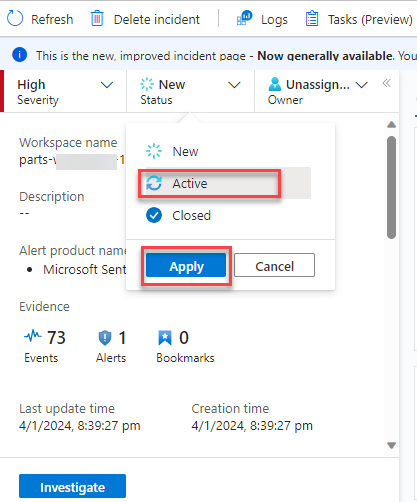 Refresh Delete incident Logs Tasks (Preview)
This is the new, improved incident page - Now generally available. You
High New Unassign...
Severity Status Owner
New
Active
Closed
Apply Cancel
Workspace name
Description
--
Alert product name
Microsoft Sent
Evidence
73 1 0
Events Alerts Bookmarks
Last update time Creation time
4/1/2024, 8:39:27 pm 4/1/2024, 8:39:27 pm
Investigate